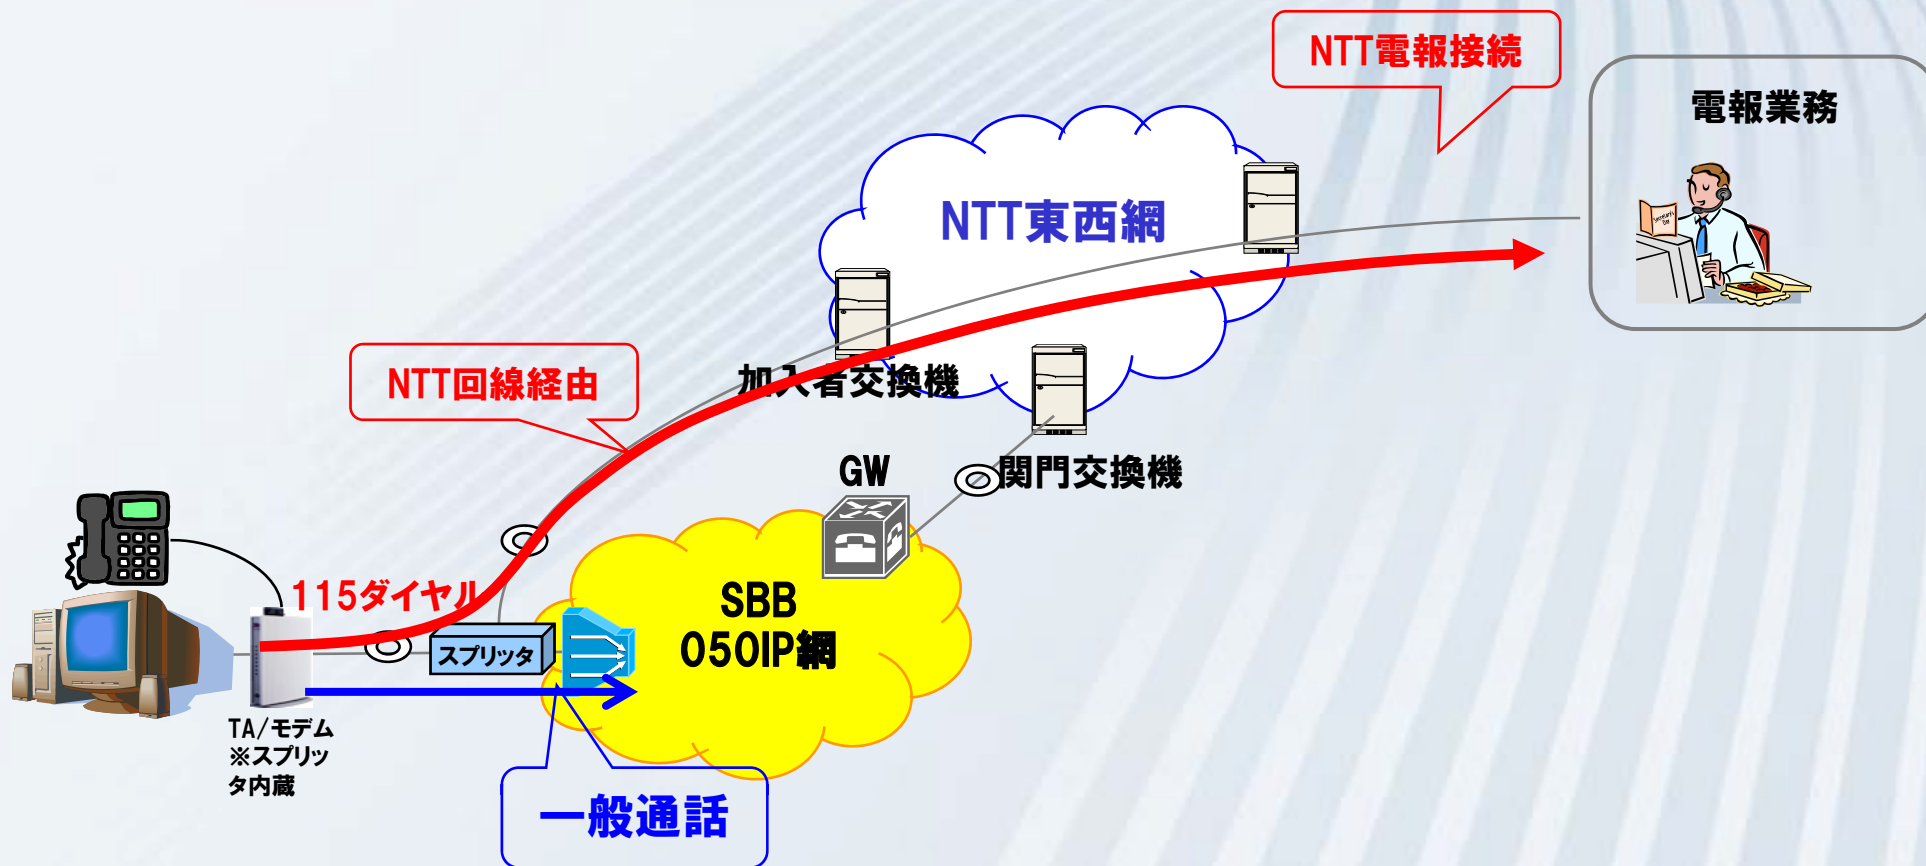 NTT電報接続
電報業務
NTT東西網
NTT回線経由
加入者交換機
GW
関門交換機
115ダイヤル
SBB
050IP網
スプリッタ
TA/モデム
※スプリッ
タ内蔵
一般通話